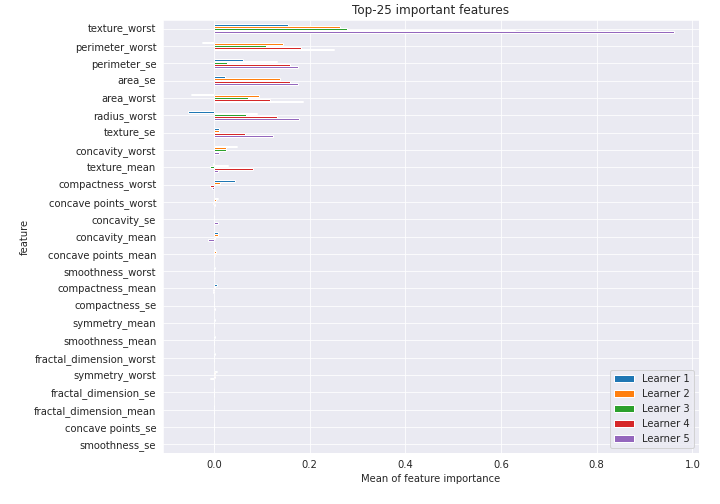 Top-25 important features
texture_worst
perimeter_worst
perimeter_se
area_se
area_worst
radius_worst
texture_se
concavity_worst
texture_mean
compactness_worst
concave points_worst
concavity_se
concavity_mean
concave points_mean
smoothness_worst
compactness_mean
compactness_se
symmetry_mean
smoothness_mean
fractal_dimension_worst
symmetry_worst
fractal_dimension_se
fractal_dimension_mean
concave points_se
smoothness_se
feature
Learner 1
Learner 2
Learner 3
Learner 4
Learner 5
0.0 0.2 0.4 0.6 0.8 1.0
Mean of feature importance